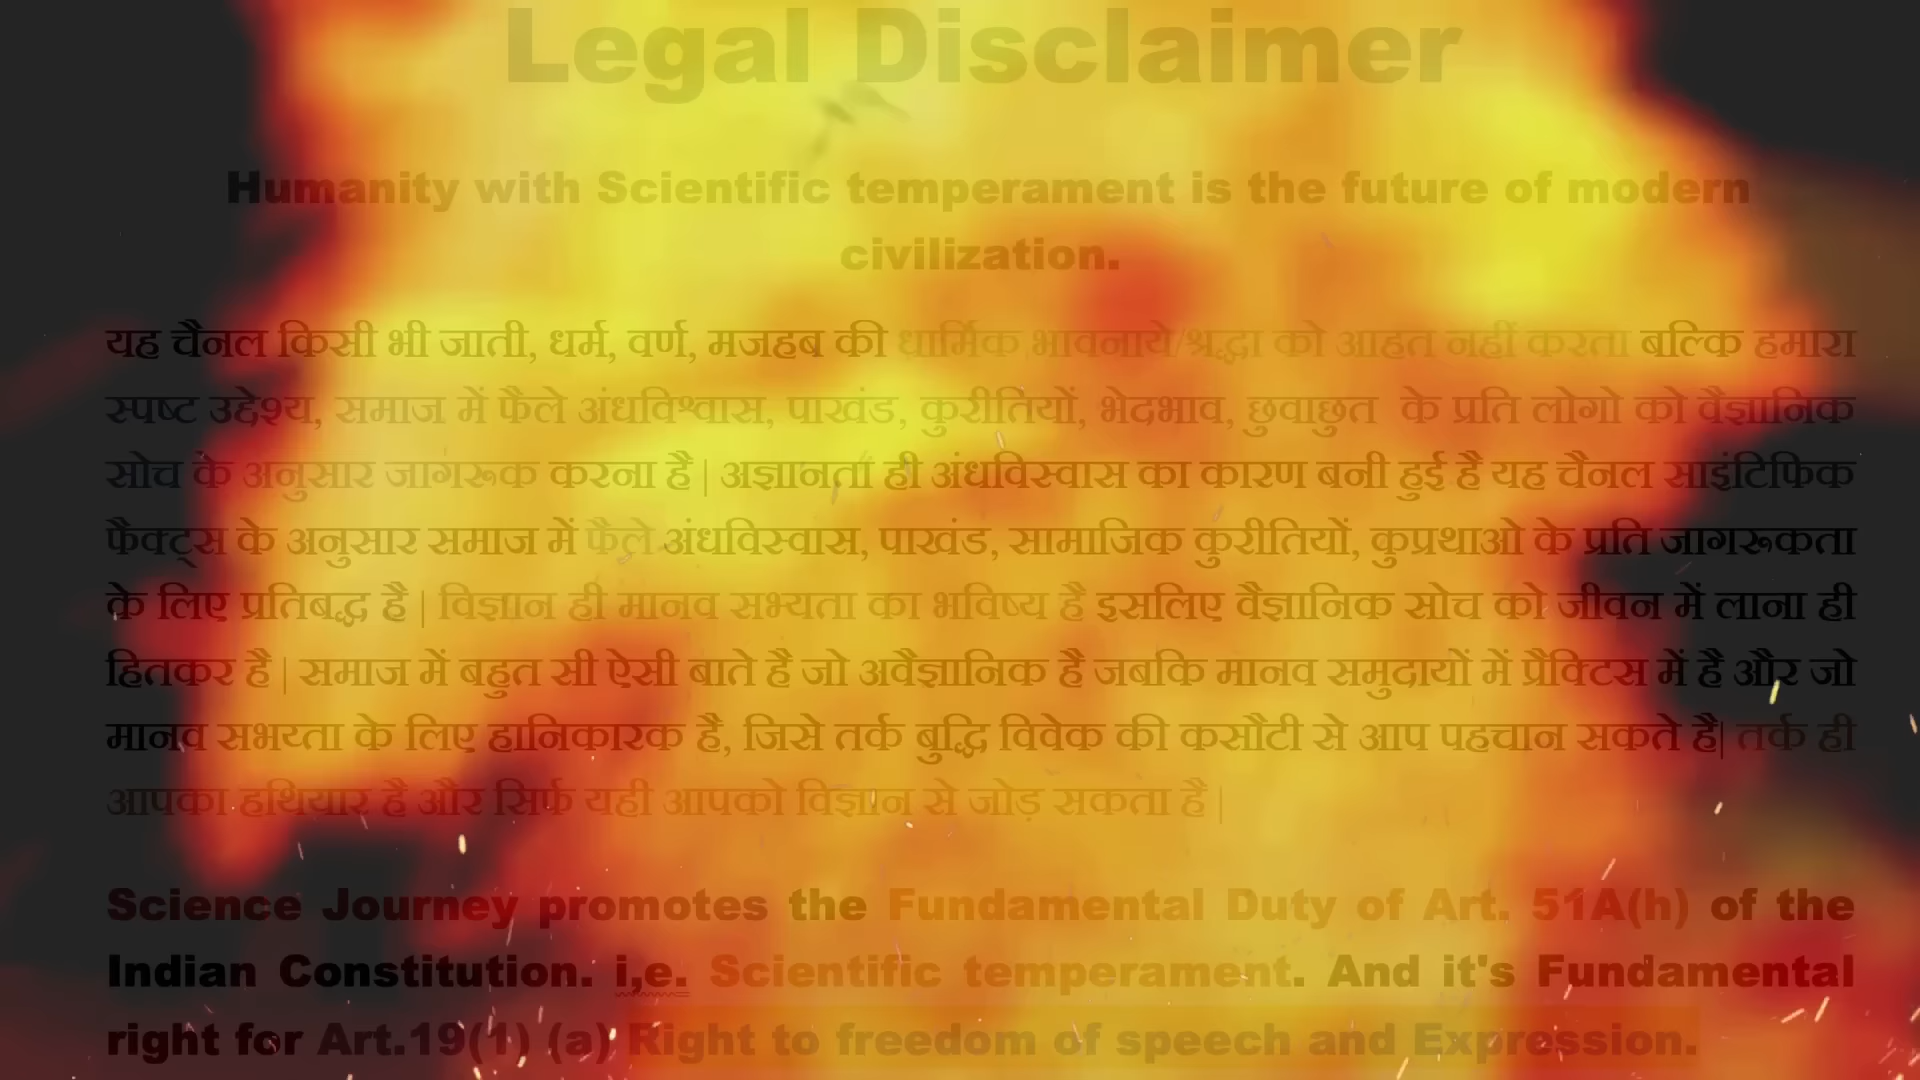 Legal Disclaimer
Humanity with Scientific temperament is the future of modern
civilization.
यह चैनल किसी भी जाती, धर्म, वर्ण, मजहब की धार्मिक भावनाये/श्रद्धा को आहत नहीं करता बल्कि हमारा
स्पष्ट उद्देश्य, समाज में फैले अंधविश्वास, पाखंड, कुरीतियों, भेदभाव, छुवाछुत के प्रति लोगो को वैज्ञानिक
सोच के अनुसार जागरूक करना है | अज्ञानता ही अंधविस्वास का कारण बनी हुई है यह चैनल साइंटिफिक
फैक्ट्स के अनुसार समाज में फैले अंधविस्वास, पाखंड, सामाजिक कुरीतियों, कुप्रथाओ के प्रति जागरूकता
के लिए प्रतिबद्ध है | विज्ञान ही मानव सभ्यता का भविष्य है इसलिए वैज्ञानिक सोच को जीवन में लाना ही
हितकर है | समाज में बहुत सी ऐसी बाते है जो अवैज्ञानिक है जबकि मानव समुदायों में प्रैक्टिस में है और जो
मानव सभय्ता के लिए हानिकारक है, जिसे तर्क बुद्धि विवेक की कसौटी से आप पहचान सकते है| तर्क ही
आपका हथियार है और सिर्फ यही आपको विज्ञान से जोड़ सकता है |
Science Journey promotes the Fundamental Duty of Art. 51A(h) of the
Indian Constitution. i,e. Scientific temperament. And it's Fundamental
right for Art.19(1) (a) Right to freedom of speech and Expression.